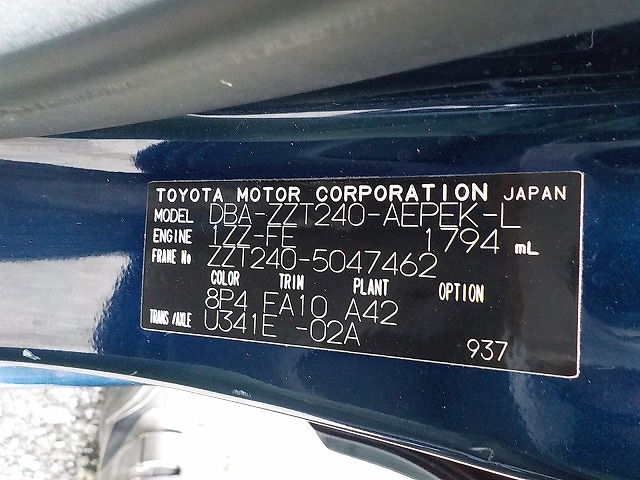 TOYOTA MOTOR CORPORATION JAPAN
MODEL DBA-ZZT240-AEPEK-L
ENGINE 1ZZ-FE 1794 mL
FRAME No ZZT240-5047462
COLOR TRIM PLANT OPTION
8P4 EA10 A42
TRANS/AXLE U341E -02A
937